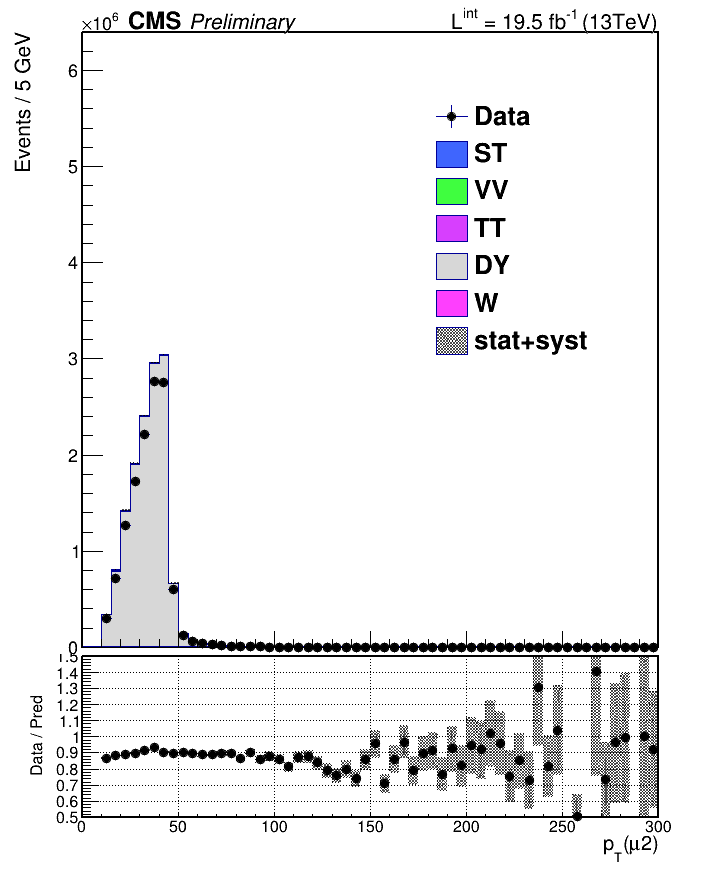 ×10⁶ CMS Preliminary L^int = 19.5 fb⁻¹ (13TeV)
Events / 5 GeV
6
5
4
3
2
1
0
Data
ST
VV
TT
DY
W
stat+syst
Data / Pred
1.5
1.4
1.3
1.2
1.1
1
0.9
0.8
0.7
0.6
0.5
0 50 100 150 200 250 300
p_T(μ2)